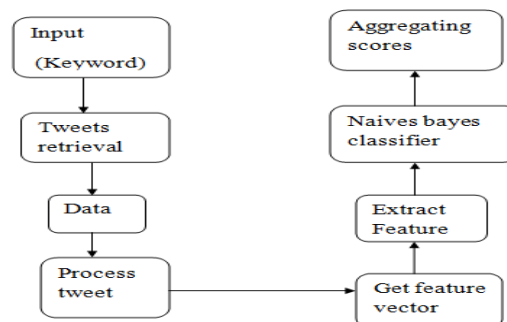 Input
(Keyword)
Tweets
retrieval
Data
Process
tweet
Get feature
vector
Extract
Feature
Naives bayes
classifier
Aggregating
scores